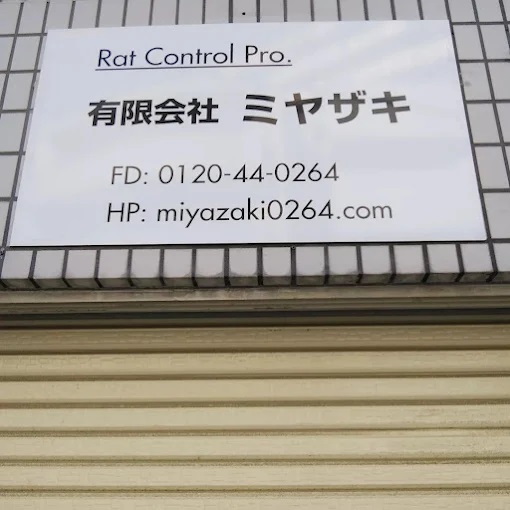 Rat Control Pro.
有限会社 ミヤザキ
FD: 0120-44-0264
HP: miyazaki0264.com